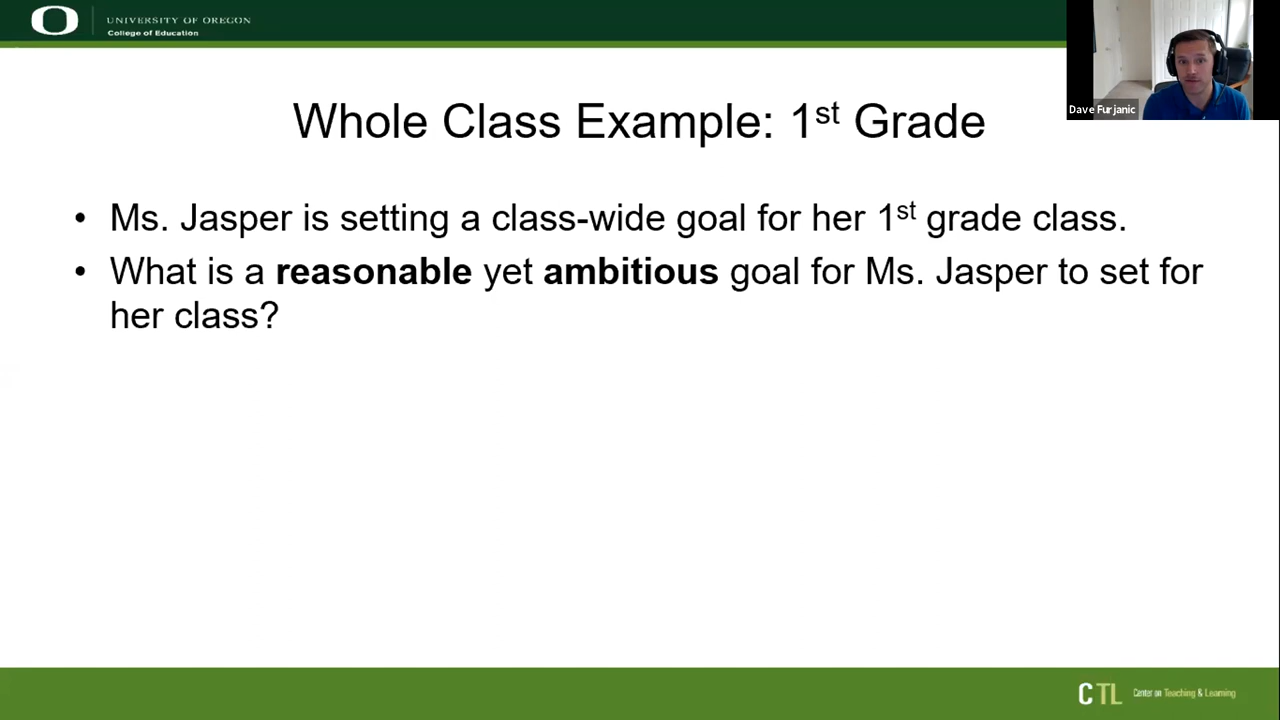 UNIVERSITY OF OREGON
College of Education
Dave Furjanic
Whole Class Example: 1st Grade
• Ms. Jasper is setting a class-wide goal for her 1st grade class.
• What is a reasonable yet ambitious goal for Ms. Jasper to set for
her class?
CTL Center on Teaching & Learning